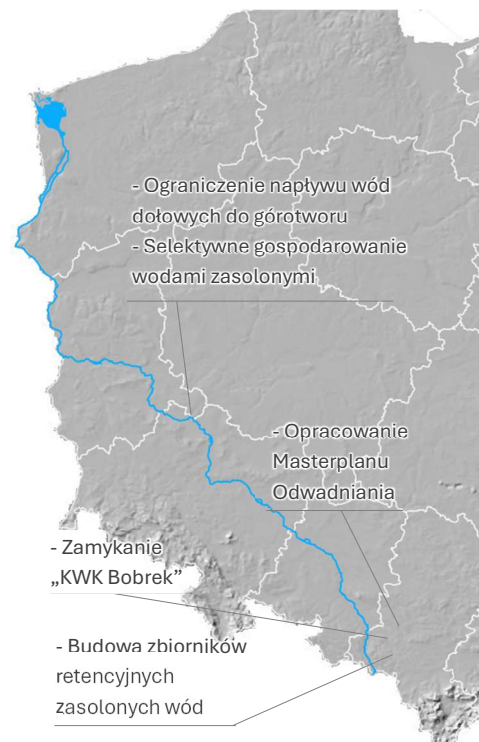 - Ograniczenie napływu wód
dołowych do górotworu
- Selektywne gospodarowanie
wodami zasolonymi
- Opracowanie
Masterplanu
Odwadniania
- Zamykanie
„KWK Bobrek”
- Budowa zbiorników
retencyjnych
zasolonych wód